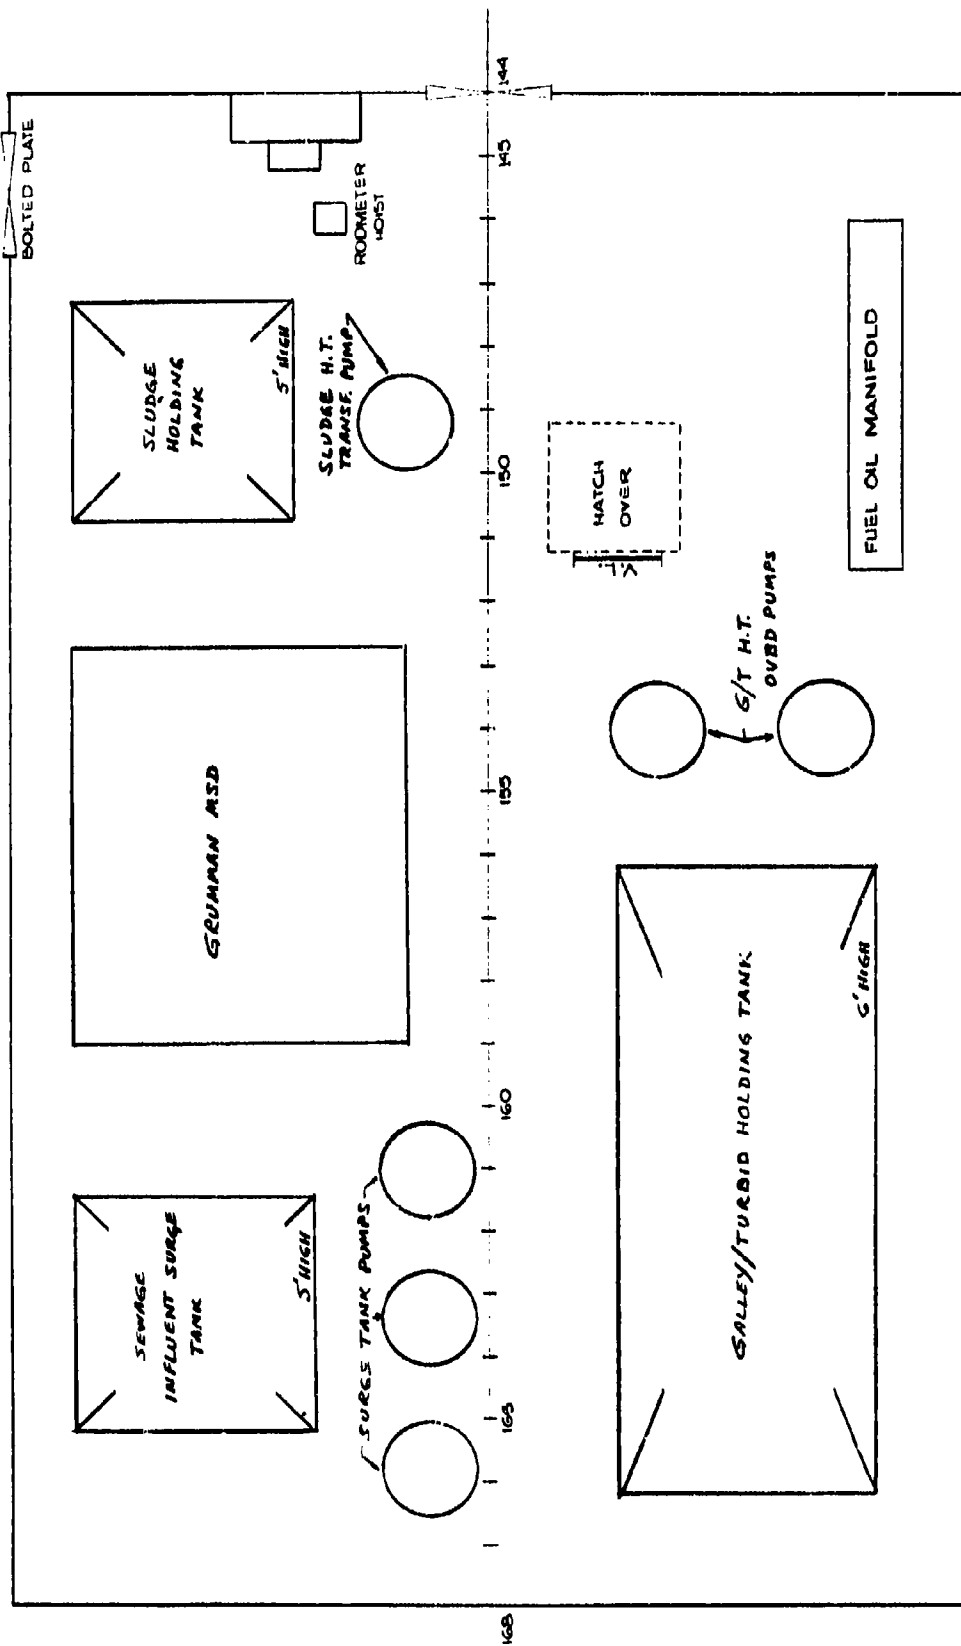 BOLTED PLATE
144
145
RODMETER
HOIST
SLUDGE
HOLDING
TANK
5' HIGH
SLUDGE H.T.
TRANSF. PUMP
150
HATCH
OVER
FUEL OIL MANIFOLD
G/T H.T.
OVBD PUMPS
GRUMMAN MSD
155
160
SEWAGE
INFLUENT SURGE
TANK
5' HIGH
SURGE TANK PUMPS
165
GALLEY/TURBID HOLDING TANK
6' HIGH
168